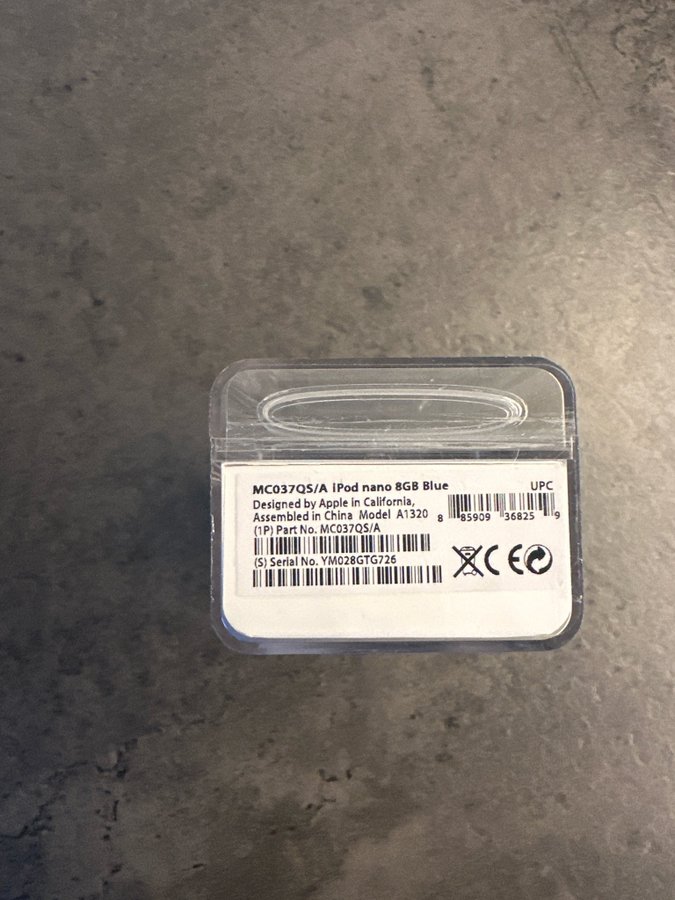 MC037QS/A iPod nano 8GB Blue
UPC
Designed by Apple in California,
Assembled in China Model A1320
8 85909 36825 9
(1P) Part No. MC037QS/A
(S) Serial No. YM028GTG726
CE